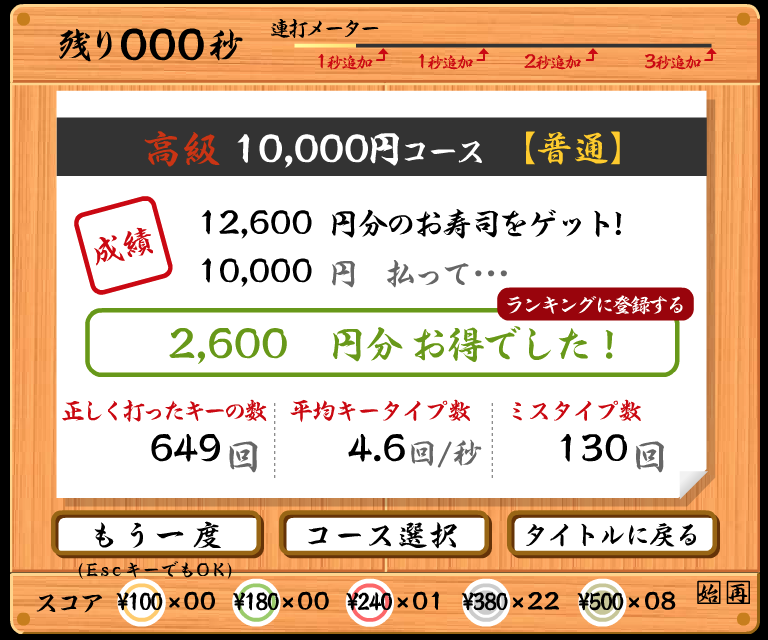 残り000秒
連打メーター
1秒追加 1秒追加 2秒追加 3秒追加
高級 10,000円コース 【普通】
成績
12,600 円分のお寿司をゲット!
10,000 円 払って・・・
ランキングに登録する
2,600 円分 お得でした!
正しく打ったキーの数 平均キータイプ数 ミスタイプ数
649回 4.6回/秒 130回
もう一度 コース選択 タイトルに戻る
(Escキーでも OK)
スコア ¥100×00 ¥180×00 ¥240×01 ¥380×22 ¥500×08 始 再